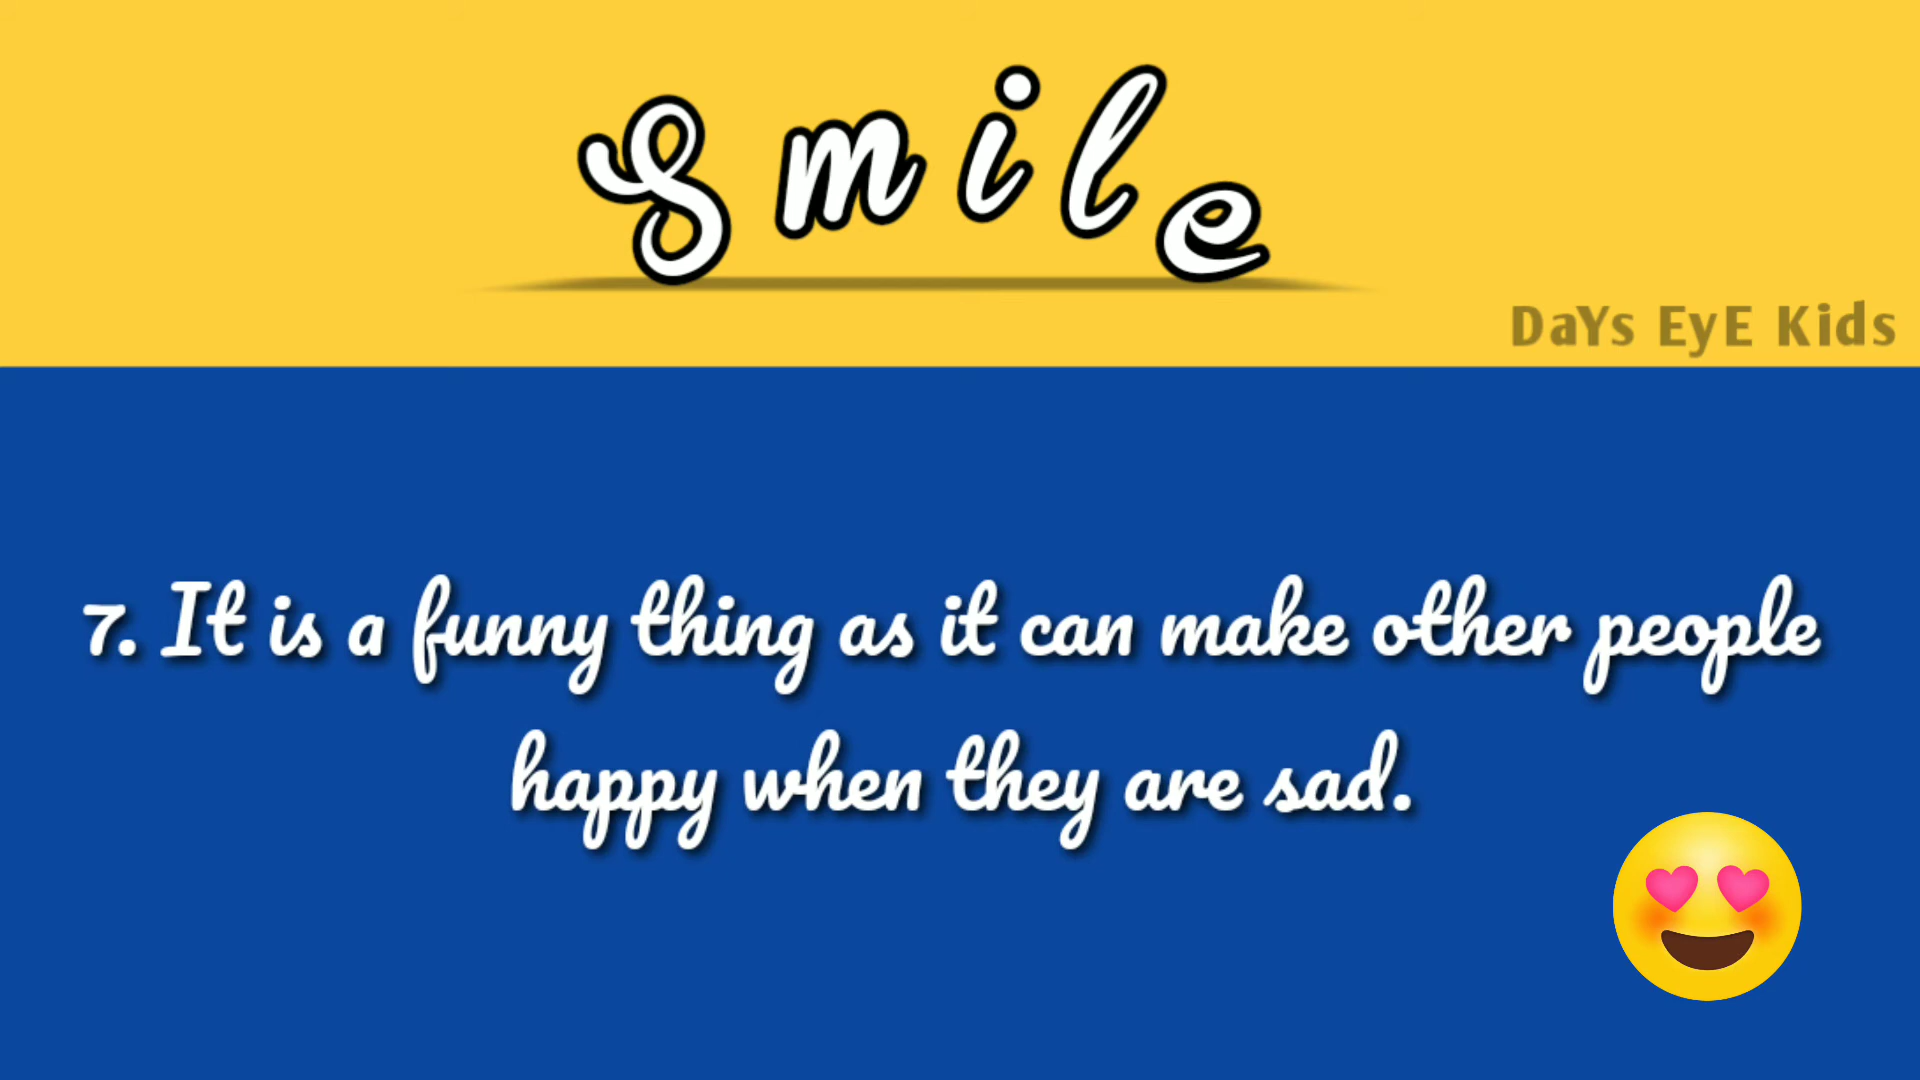 Smile
DaYs EyE Kids
7. It is a funny thing as it can make other people
happy when they are sad.